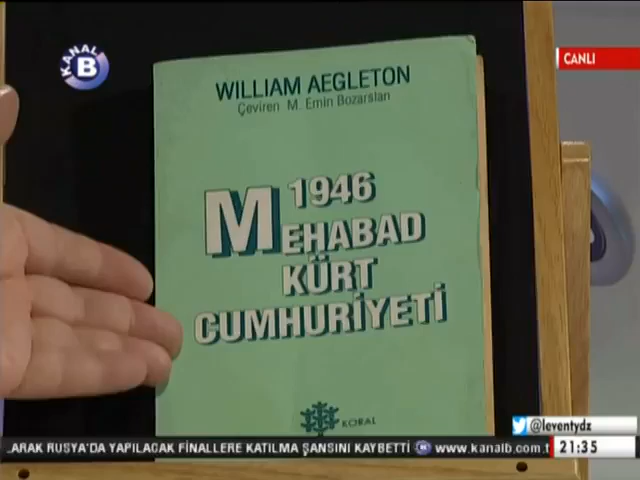 KANAL
B
CANLI
WILLIAM AEGLETON
Çeviren M. Emin Bozarslan
1946
MEHABAD
KÜRT
CUMHURİYETİ
KORAL
@leventydz
.ARAK RUSYA'DA YAPILACAK FİNALLERE KATILMA ŞANSINI KAYBETTİ B www.kanalb.com.t
21:35